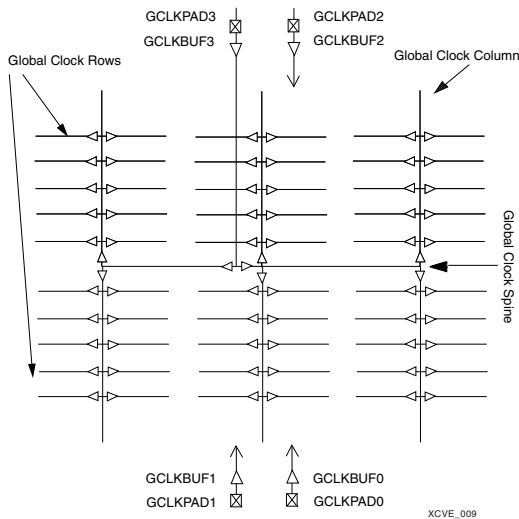 GCLKPAD3
GCLKBUF3
GCLKPAD2
GCLKBUF2
Global Clock Rows
Global Clock Column
Global Clock Spine
GCLKBUF1
GCLKPAD1
GCLKBUF0
GCLKPAD0
XCVE_009